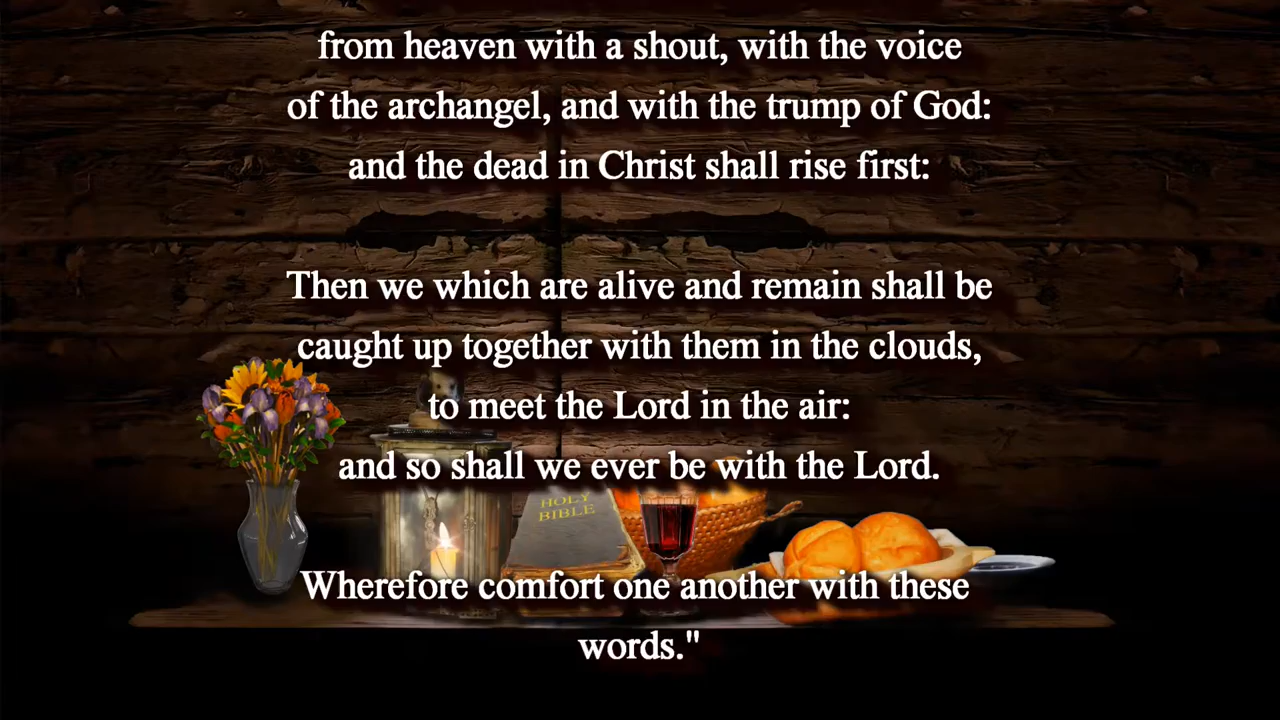 from heaven with a shout, with the voice
of the archangel, and with the trump of God:
and the dead in Christ shall rise first:
Then we which are alive and remain shall be
caught up together with them in the clouds,
to meet the Lord in the air:
and so shall we ever be with the Lord.
HOLY
BIBLE
Wherefore comfort one another with these
words."